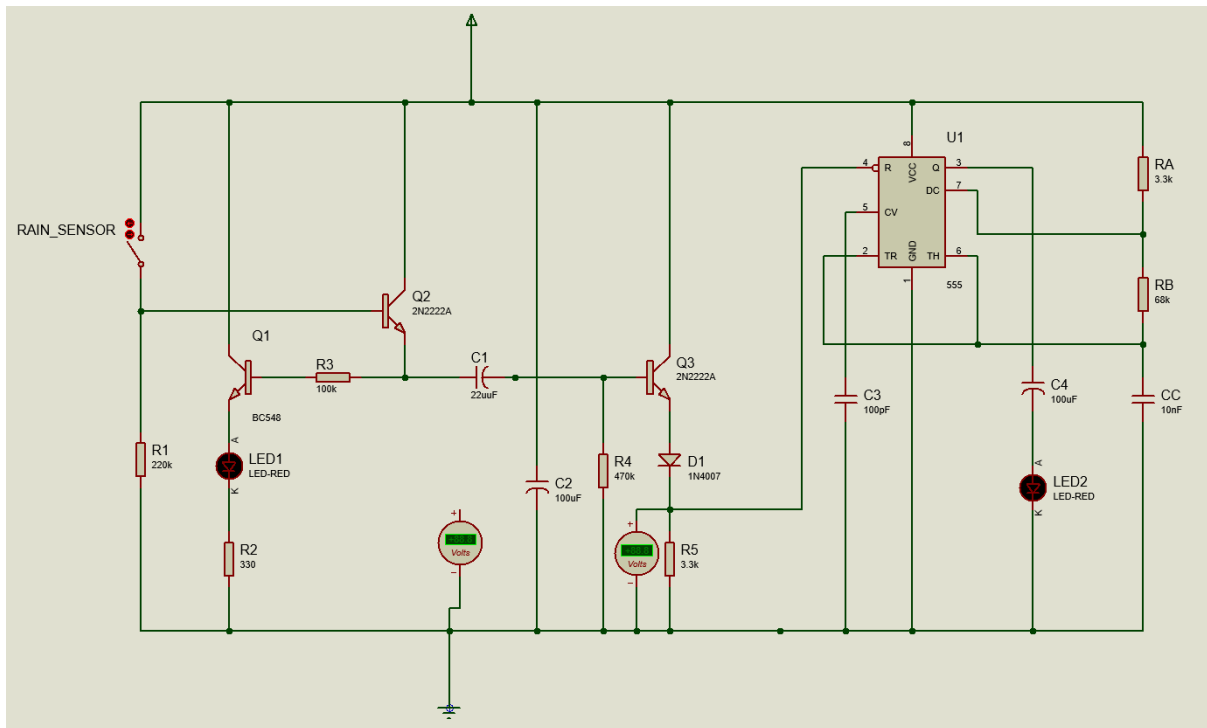 U1
8
4
R
VCC
Q
3
DC
7
5
CV
2
TR
GND
TH
6
1
555
RA
3.3k
RAIN_SENSOR
RB
68k
Q2
2N2222A
Q1
BC548
R3
100k
C1
22uuF
Q3
2N2222A
C3
100pF
C4
100uF
CC
10nF
R1
220k
A
LED1
LED-RED
K
R4
470k
D1
1N4007
C2
100uF
A
LED2
LED-RED
K
R2
330
+
Volts
-
+
Volts
-
R5
3.3k